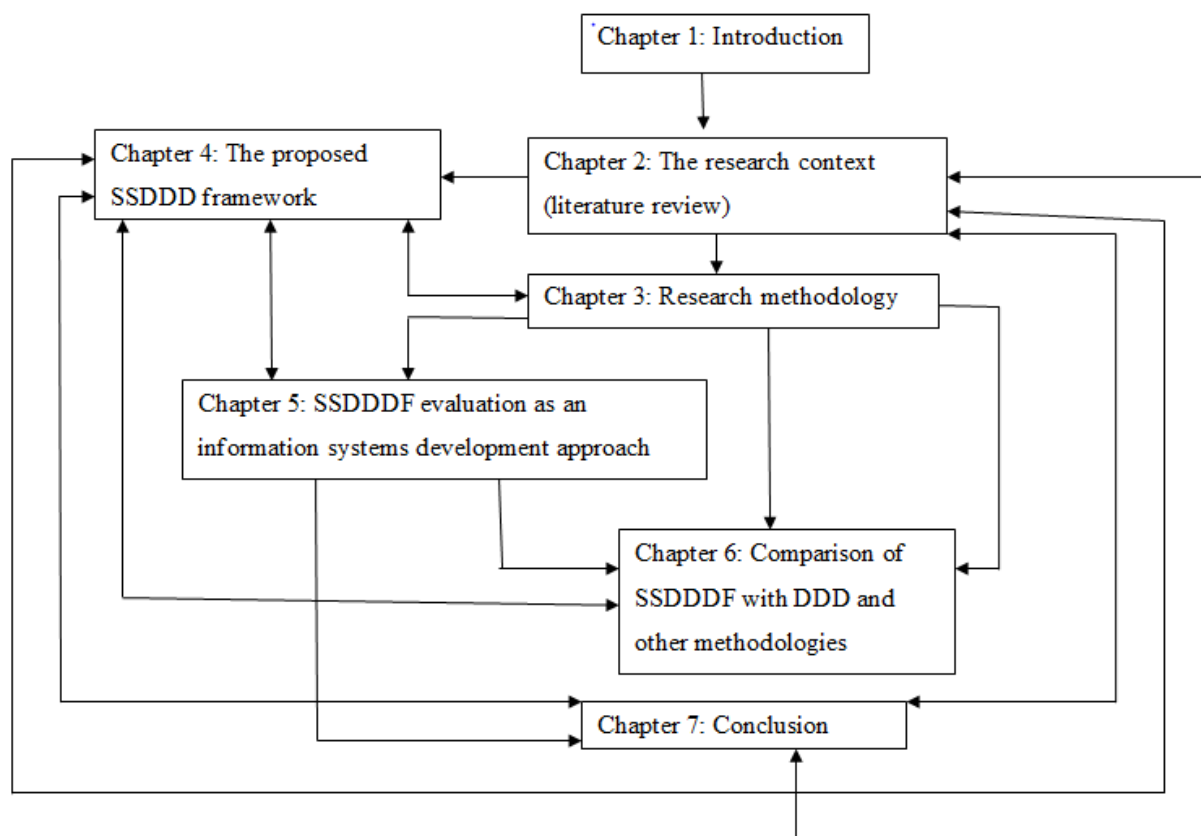 Chapter 1: Introduction
Chapter 4: The proposed
SSDDD framework
Chapter 2: The research context
(literature review)
Chapter 3: Research methodology
Chapter 5: SSDDDF evaluation as an
information systems development approach
Chapter 6: Comparison of
SSDDDF with DDD and
other methodologies
Chapter 7: Conclusion